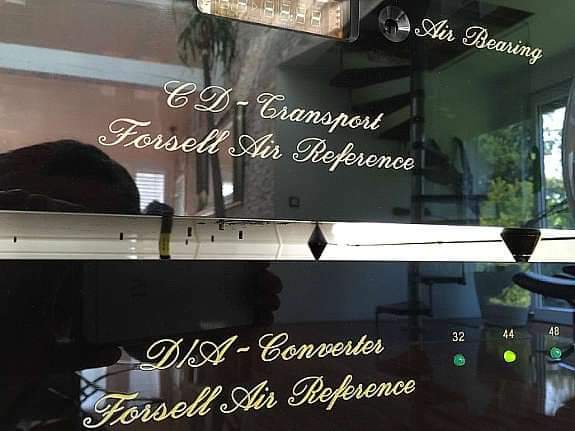 Air Bearing
CD-Transport
Forsell Air Reference
32 44 48
D/A-Converter
Forsell Air Reference